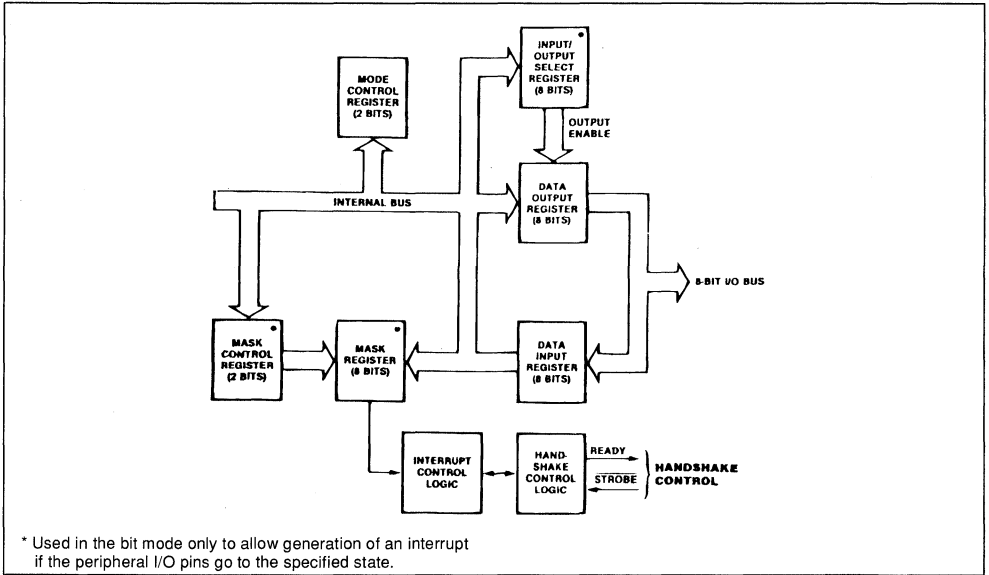 INPUT/
OUTPUT
SELECT
REGISTER
(8 BITS)
MODE
CONTROL
REGISTER
(2 BITS)
OUTPUT
ENABLE
DATA
OUTPUT
REGISTER
(8 BITS)
INTERNAL BUS
8-BIT I/O BUS
MASK
CONTROL
REGISTER
(2 BITS)
MASK
REGISTER
(8 BITS)
DATA
INPUT
REGISTER
(8 BITS)
INTERRUPT
CONTROL
LOGIC
HAND-
SHAKE
CONTROL
LOGIC
READY
STROBE
HANDSHAKE
CONTROL
* Used in the bit mode only to allow generation of an interrupt
if the peripheral I/O pins go to the specified state.